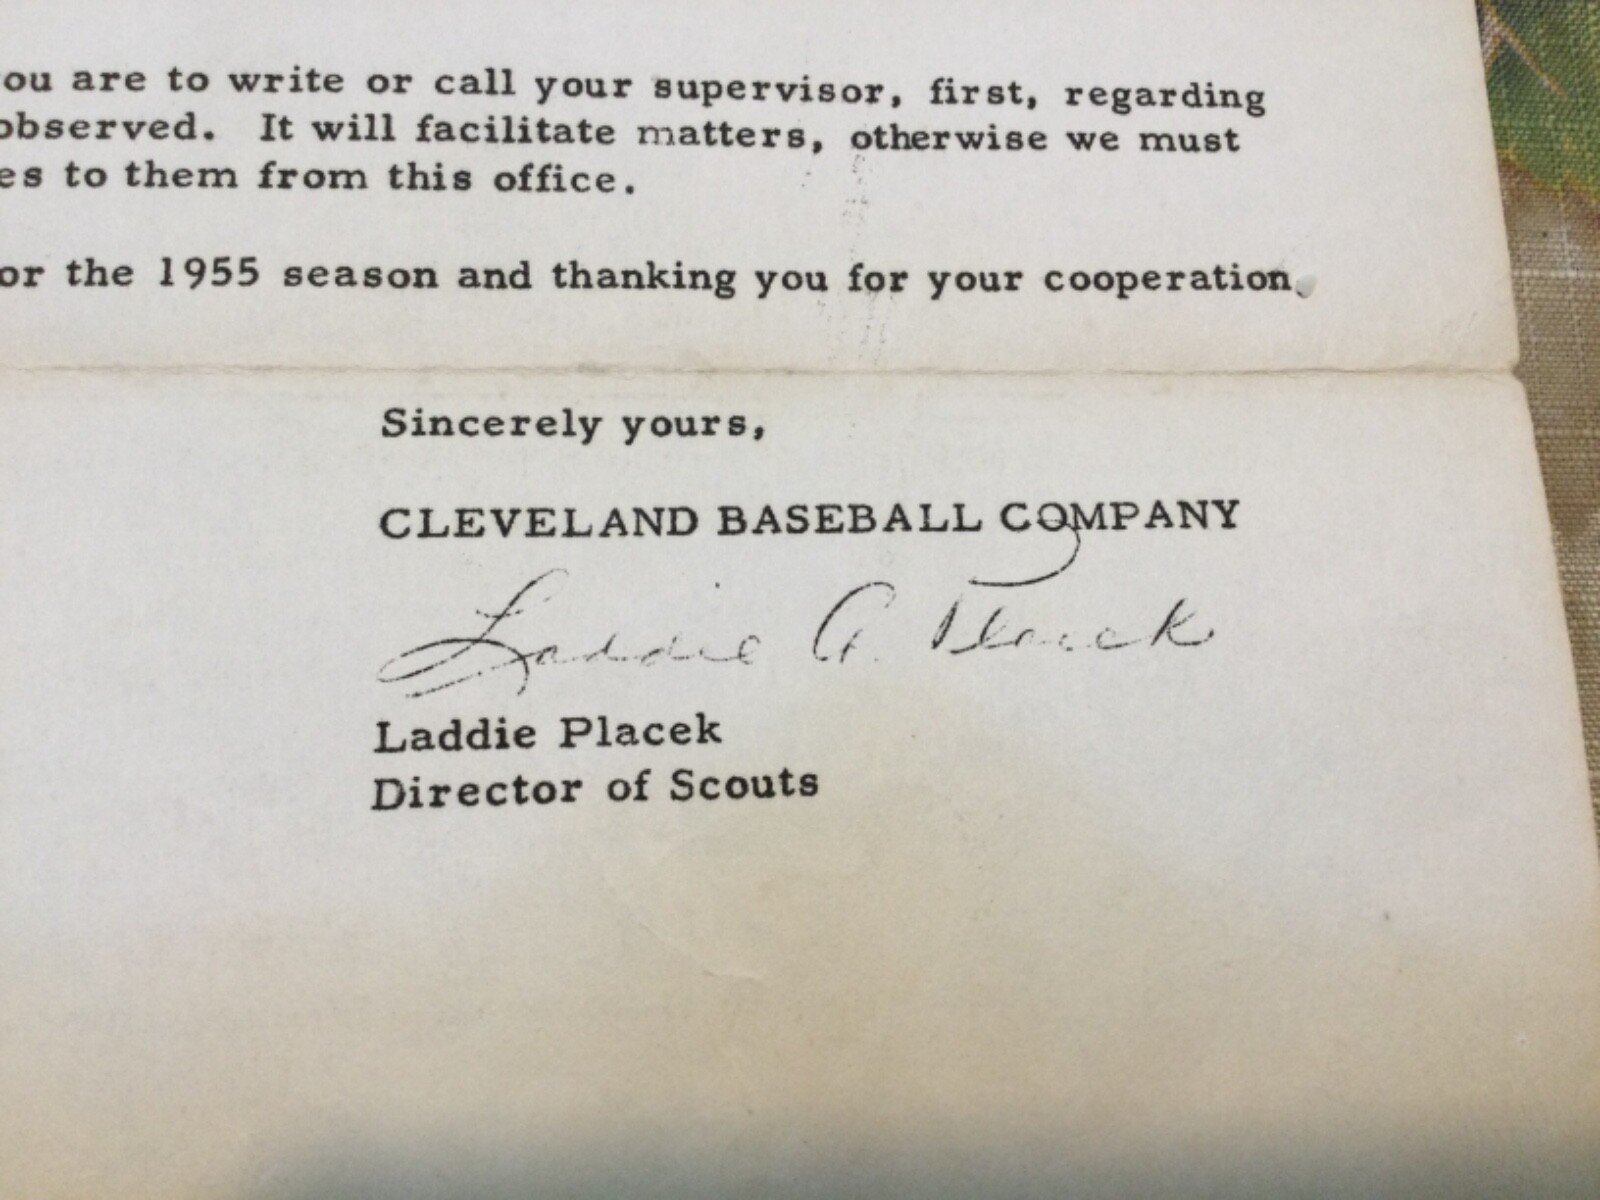 ou are to write or call your supervisor, first, regarding
observed. It will facilitate matters, otherwise we must
es to them from this office.
or the 1955 season and thanking you for your cooperation.
Sincerely yours,
CLEVELAND BASEBALL COMPANY
Laddie A. Placek
Laddie Placek
Director of Scouts